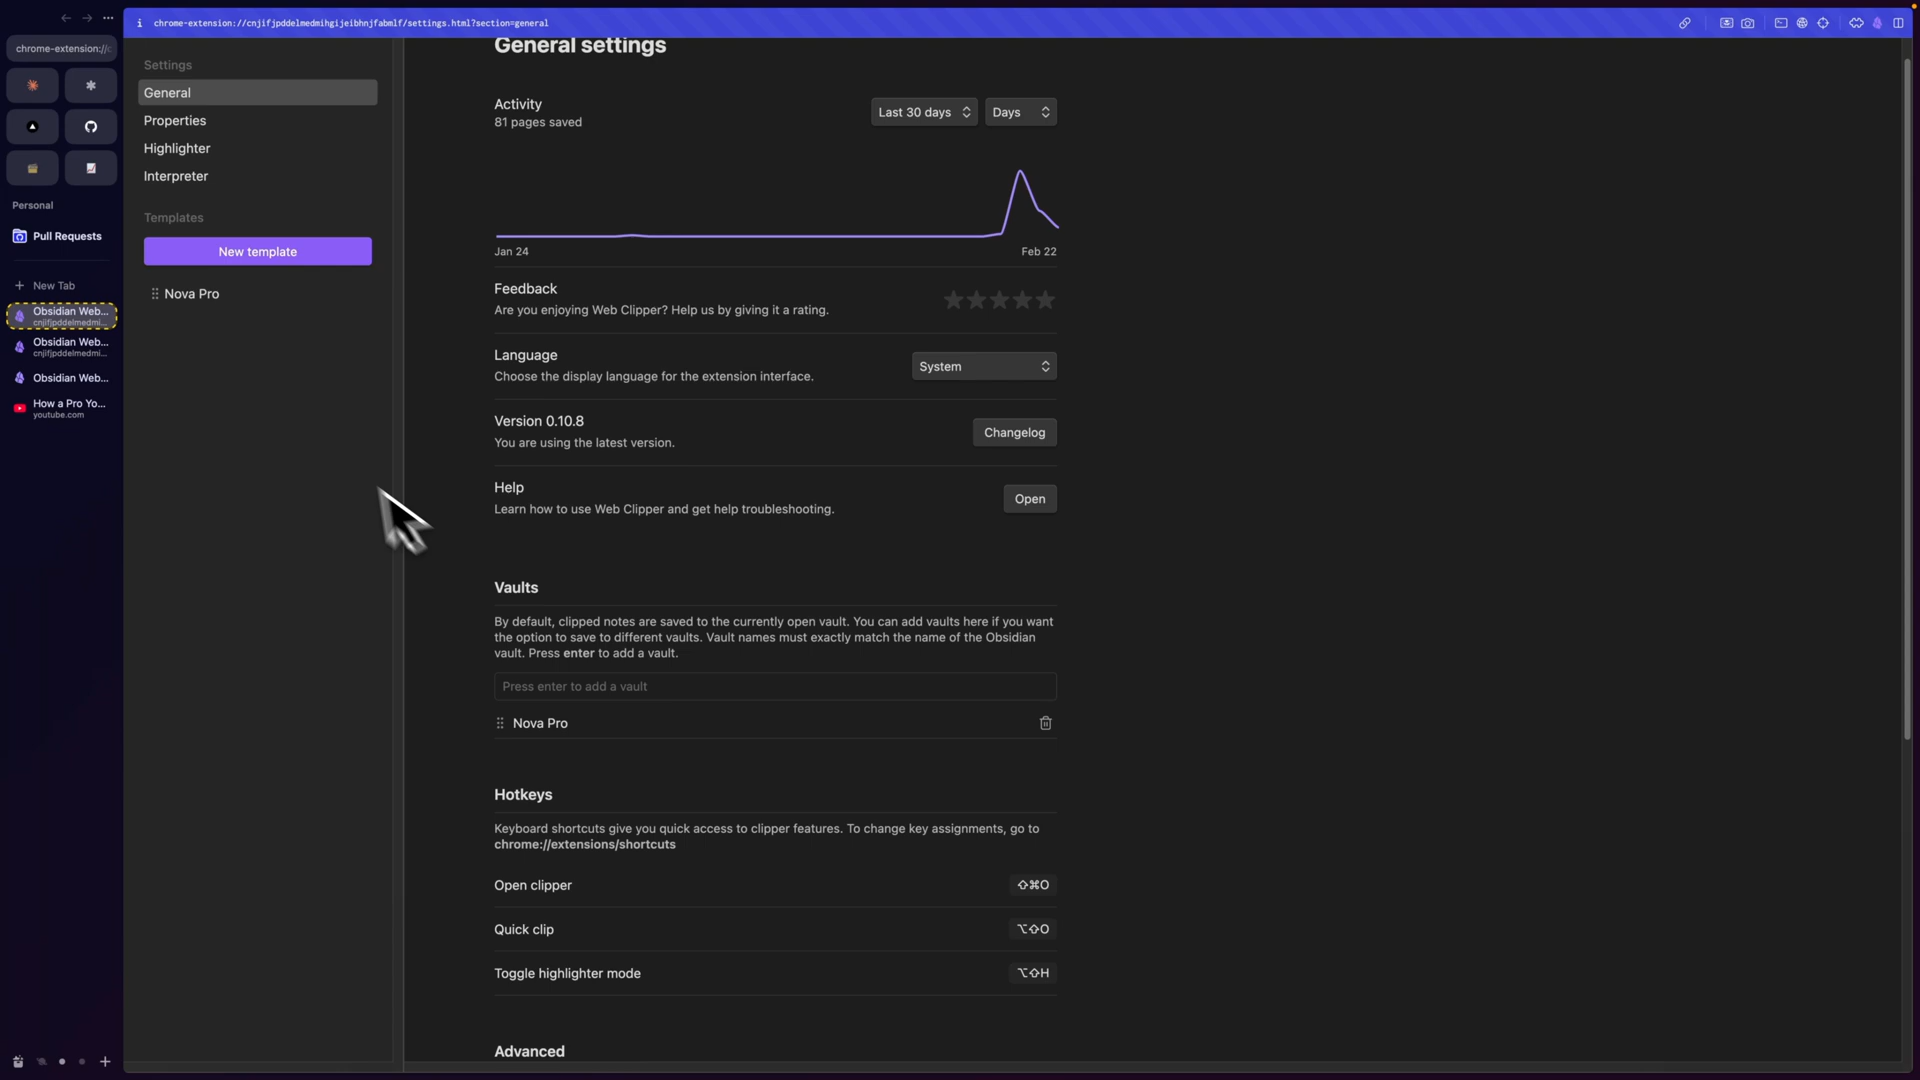 chrome-extension://cnjifjpddelmedmihgijeibhnjfabmlf/settings.html?section=general
chrome-extension://c
Personal
Pull Requests
New Tab
Obsidian Web...
cnjifjpddelmedmi...
Obsidian Web...
cnjifjpddelmedmi...
Obsidian Web...
How a Pro Yo...
youtube.com
Settings
General
Properties
Highlighter
Interpreter
Templates
New template
Nova Pro
General settings
Activity
81 pages saved
Last 30 days
Days
Jan 24
Feb 22
Feedback
Are you enjoying Web Clipper? Help us by giving it a rating.
Language
Choose the display language for the extension interface.
System
Version 0.10.8
You are using the latest version.
Changelog
Help
Learn how to use Web Clipper and get help troubleshooting.
Open
Vaults
By default, clipped notes are saved to the currently open vault. You can add vaults here if you want
the option to save to different vaults. Vault names must exactly match the name of the Obsidian
vault. Press enter to add a vault.
Press enter to add a vault
Nova Pro
Hotkeys
Keyboard shortcuts give you quick access to clipper features. To change key assignments, go to
chrome://extensions/shortcuts
Open clipper
⇧⌘O
Quick clip
⌥⇧O
Toggle highlighter mode
⌥⇧H
Advanced